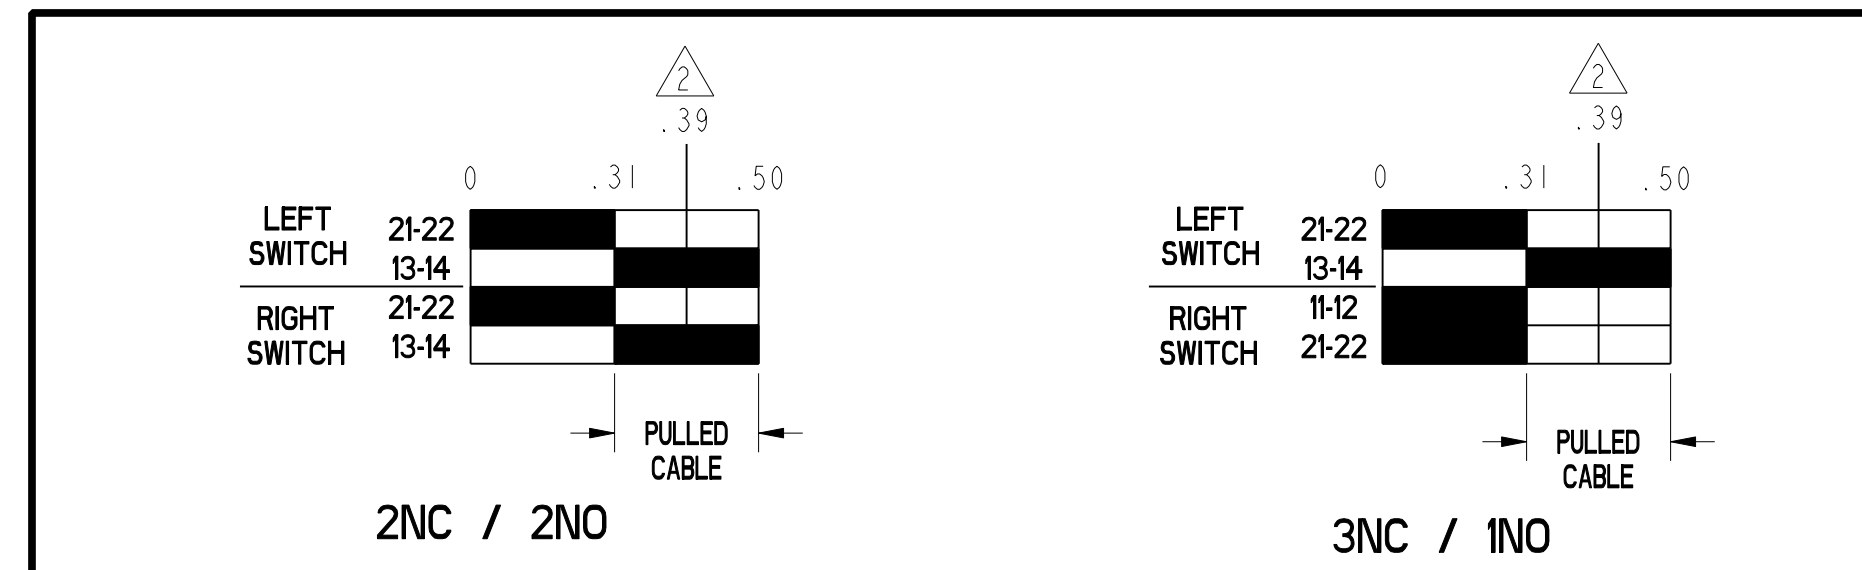 2
.39
0 .31 .50
LEFT
SWITCH
21-22
13-14
RIGHT
SWITCH
21-22
13-14
PULLED
CABLE
2NC / 2NO
2
.39
0 .31 .50
LEFT
SWITCH
21-22
13-14
RIGHT
SWITCH
11-12
21-22
PULLED
CABLE
3NC / 1NO